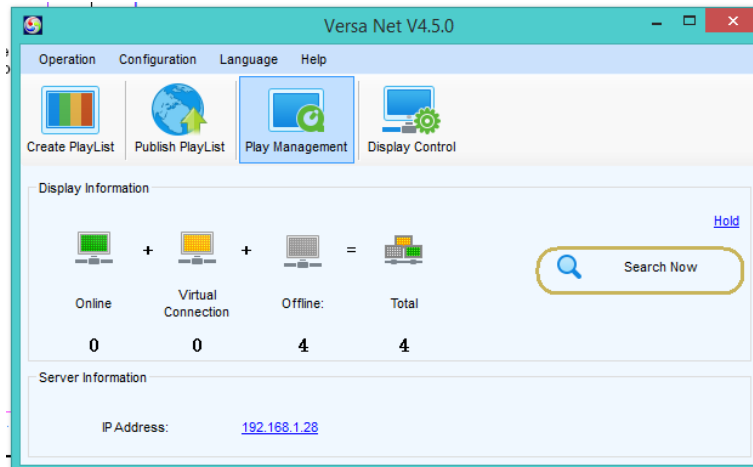 Versa Net V4.5.0
Operation Configuration Language Help
Create PlayList Publish PlayList Play Management Display Control
Display Information
Hold
+ + =
Search Now
Online Virtual Connection Offline: Total
0 0 4 4
Server Information
IP Address: 192.168.1.28